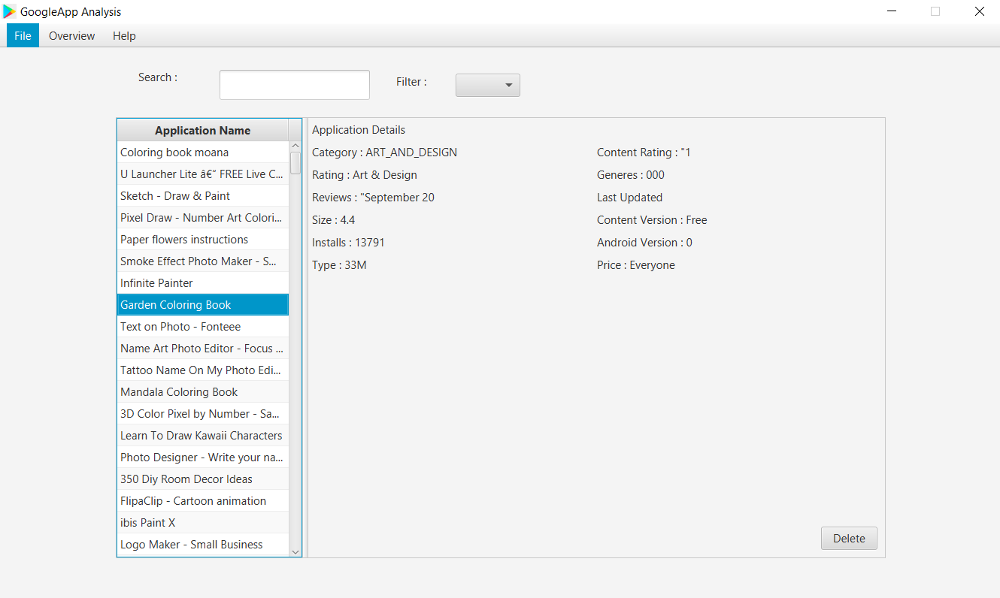 GoogleApp Analysis
File Overview Help
Search :
Filter :
Application Name
Coloring book moana
U Launcher Lite â€“ FREE Live C...
Sketch - Draw & Paint
Pixel Draw - Number Art Colori...
Paper flowers instructions
Smoke Effect Photo Maker - S...
Infinite Painter
Garden Coloring Book
Text on Photo - Fonteee
Name Art Photo Editor - Focus ...
Tattoo Name On My Photo Edi...
Mandala Coloring Book
3D Color Pixel by Number - Sa...
Learn To Draw Kawaii Characters
Photo Designer - Write your na...
350 Diy Room Decor Ideas
FlipaClip - Cartoon animation
ibis Paint X
Logo Maker - Small Business
Application Details
Category : ART_AND_DESIGN
Rating : Art & Design
Reviews : "September 20
Size : 4.4
Installs : 13791
Type : 33M
Content Rating : "1
Generes : 000
Last Updated
Content Version : Free
Android Version : 0
Price : Everyone
Delete